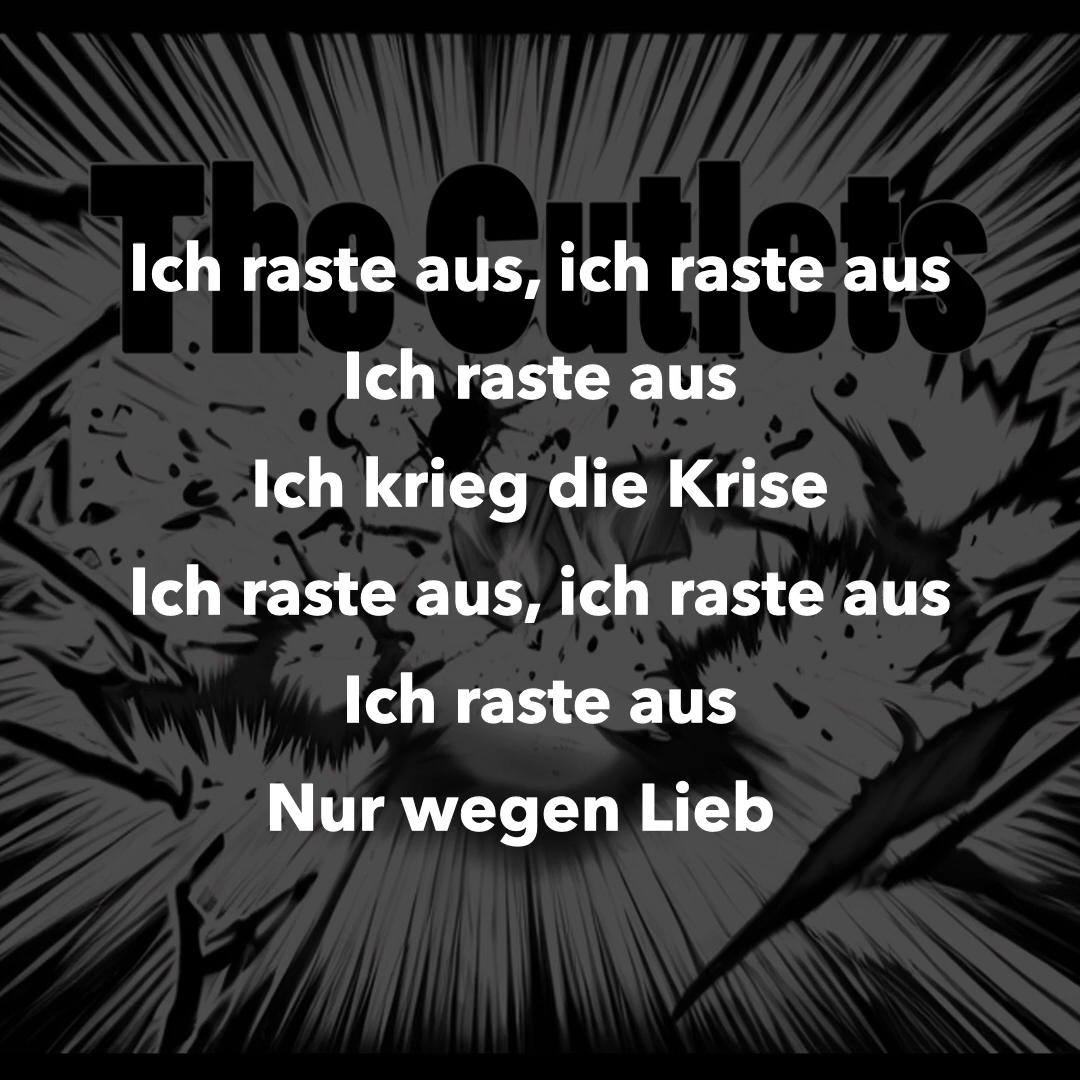 The Cutlets
Ich raste aus, ich raste aus
Ich raste aus
Ich krieg die Krise
Ich raste aus, ich raste aus
Ich raste aus
Nur wegen Lieb